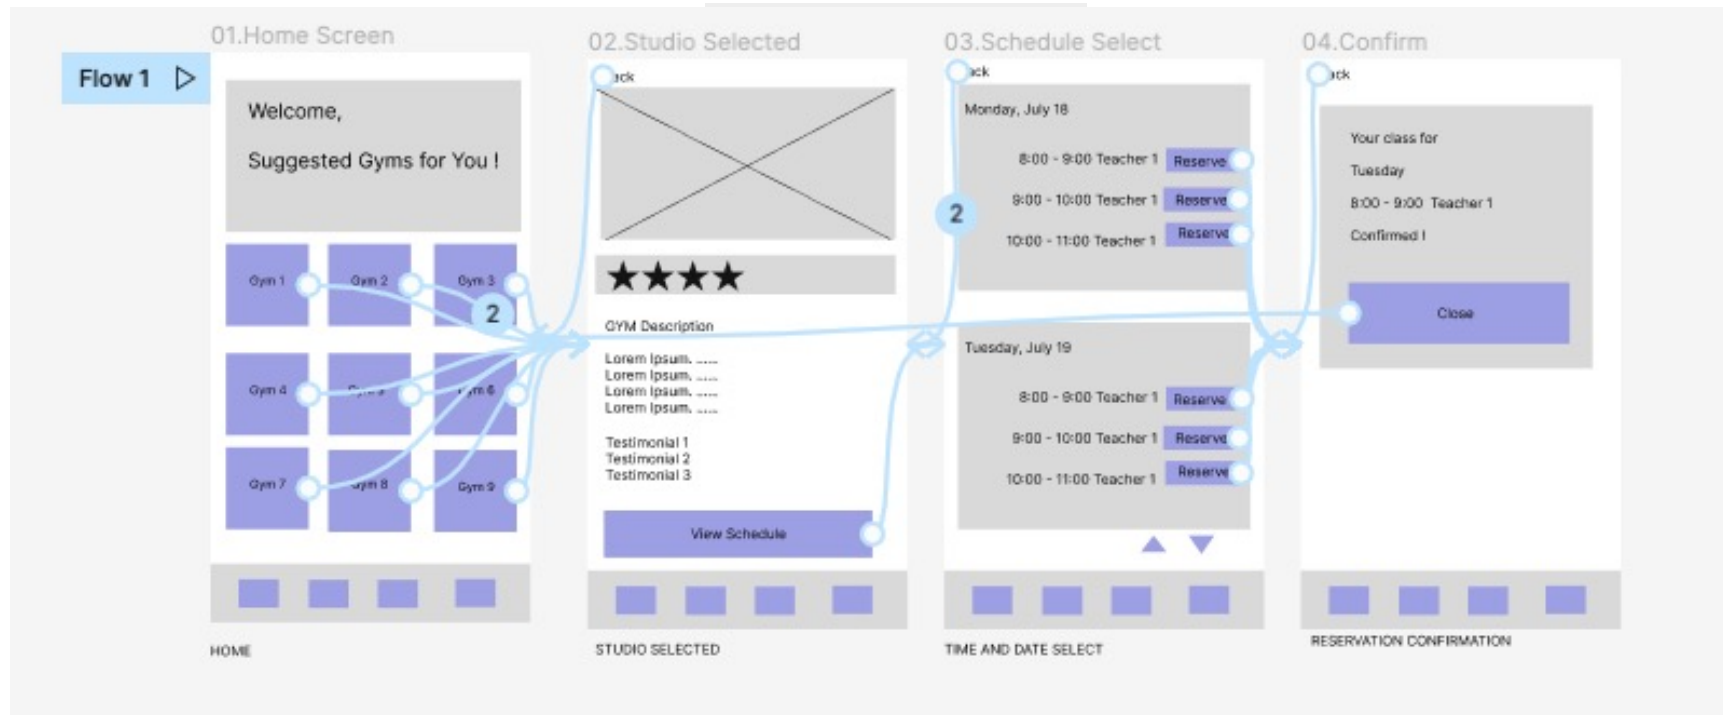 01.Home Screen
Flow 1
Welcome,
Suggested Gyms for You !
Gym 1
Gym 2
Gym 3
2
Gym 4
Gym 6
Gym 7
Gym 8
Gym 9
HOME
02.Studio Selected
GYM Description
Lorem Ipsum. .....
Lorem Ipsum. .....
Lorem Ipsum. .....
Lorem Ipsum. .....
Testimonial 1
Testimonial 2
Testimonial 3
View Schedule
STUDIO SELECTED
03.Schedule Select
Monday, July 18
8:00 - 9:00 Teacher 1 Reserve
9:00 - 10:00 Teacher 1 Reserve
10:00 - 11:00 Teacher 1 Reserve
2
Tuesday, July 19
8:00 - 9:00 Teacher 1 Reserve
9:00 - 10:00 Teacher 1 Reserve
10:00 - 11:00 Teacher 1 Reserve
TIME AND DATE SELECT
04.Confirm
Your class for
Tuesday
8:00 - 9:00 Teacher 1
Confirmed !
Close
RESERVATION CONFIRMATION